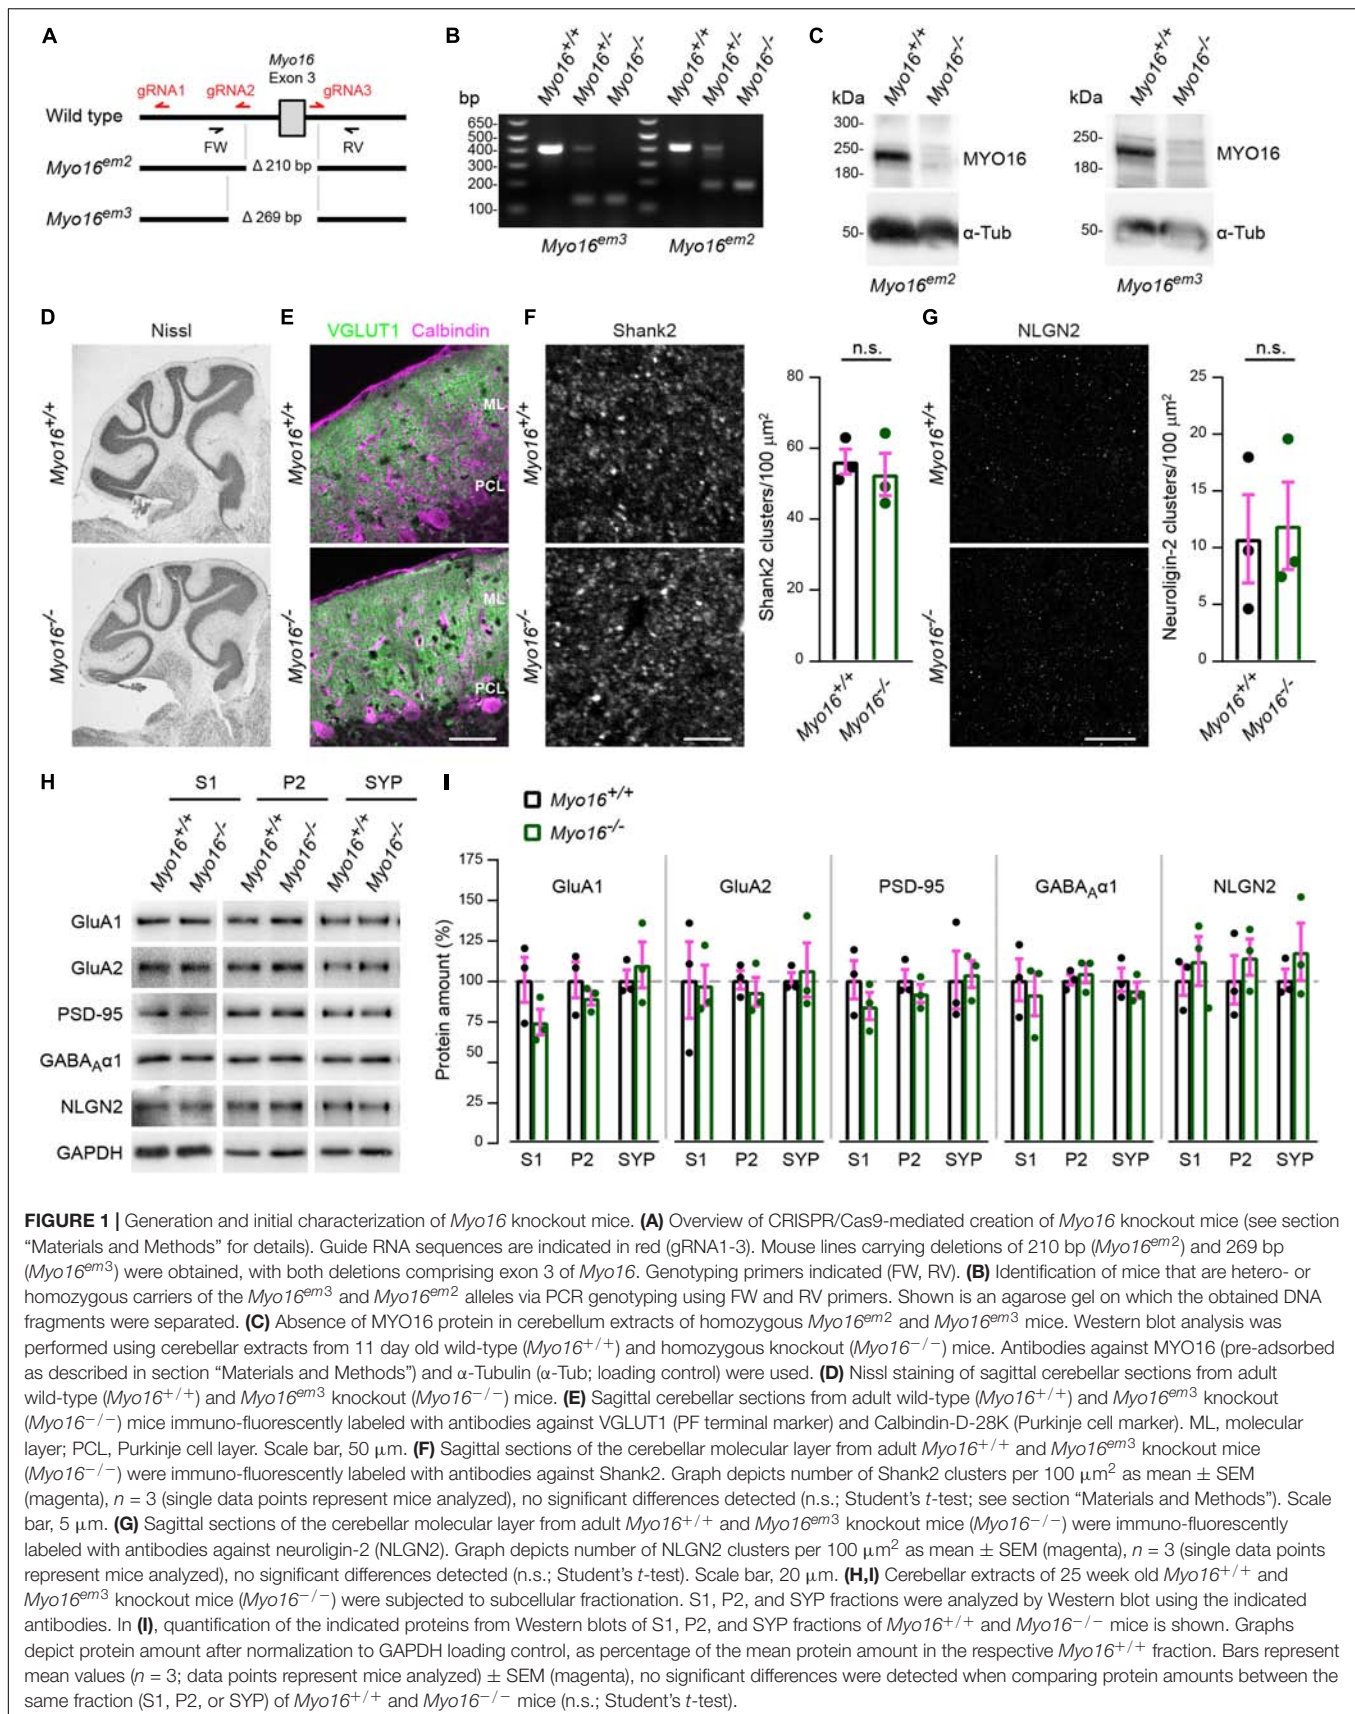 A
Myo16
Exon 3
gRNA1 gRNA2 gRNA3
Wild type
FW RV
Myo16em2 Δ 210 bp
Myo16em3 Δ 269 bp
B
Myo16+/+ Myo16+/- Myo16-/- Myo16+/+ Myo16+/- Myo16-/-
bp
650-
500-
400-
300-
200-
100-
Myo16em3 Myo16em2
C
Myo16+/+ Myo16-/-
kDa
300-
250-
180-
MYO16
50-
α-Tub
Myo16em2
Myo16+/+ Myo16-/-
kDa
250-
180-
MYO16
50-
α-Tub
Myo16em3
D
Nissl
Myo16+/+
Myo16-/-
E
VGLUT1 Calbindin
Myo16+/+
ML
PCL
Myo16-/-
ML
PCL
F
Shank2
Myo16+/+
Myo16-/-
n.s.
Shank2 clusters/100 µm2
80
60
40
20
0
Myo16+/+ Myo16-/-
G
NLGN2
Myo16+/+
Myo16-/-
n.s.
Neuroligin-2 clusters/100 µm2
25
20
15
10
5
0
Myo16+/+ Myo16-/-
H
S1 P2 SYP
Myo16+/+ Myo16-/- Myo16+/+ Myo16-/- Myo16+/+ Myo16-/-
GluA1
GluA2
PSD-95
GABAAα1
NLGN2
GAPDH
I
Myo16+/+
Myo16-/-
Protein amount (%)
175
150
125
100
75
50
25
0
GluA1 GluA2 PSD-95 GABAAα1 NLGN2
S1 P2 SYP S1 P2 SYP S1 P2 SYP S1 P2 SYP S1 P2 SYP
FIGURE 1 | Generation and initial characterization of Myo16 knockout mice. (A) Overview of CRISPR/Cas9-mediated creation of Myo16 knockout mice (see section
“Materials and Methods” for details). Guide RNA sequences are indicated in red (gRNA1-3). Mouse lines carrying deletions of 210 bp (Myo16em2) and 269 bp
(Myo16em3) were obtained, with both deletions comprising exon 3 of Myo16. Genotyping primers indicated (FW, RV). (B) Identification of mice that are hetero- or
homozygous carriers of the Myo16em3 and Myo16em2 alleles via PCR genotyping using FW and RV primers. Shown is an agarose gel on which the obtained DNA
fragments were separated. (C) Absence of MYO16 protein in cerebellum extracts of homozygous Myo16em2 and Myo16em3 mice. Western blot analysis was
performed using cerebellar extracts from 11 day old wild-type (Myo16+/+) and homozygous knockout (Myo16−/−) mice. Antibodies against MYO16 (pre-adsorbed
as described in section “Materials and Methods”) and α-Tubulin (α-Tub; loading control) were used. (D) Nissl staining of sagittal cerebellar sections from adult
wild-type (Myo16+/+) and Myo16em3 knockout (Myo16−/−) mice. (E) Sagittal cerebellar sections from adult wild-type (Myo16+/+) and Myo16em3 knockout
(Myo16−/−) mice immuno-fluorescently labeled with antibodies against VGLUT1 (PF terminal marker) and Calbindin-D-28K (Purkinje cell marker). ML, molecular
layer; PCL, Purkinje cell layer. Scale bar, 50 µm. (F) Sagittal sections of the cerebellar molecular layer from adult Myo16+/+ and Myo16em3 knockout mice
(Myo16−/−) were immuno-fluorescently labeled with antibodies against Shank2. Graph depicts number of Shank2 clusters per 100 µm2 as mean ± SEM
(magenta), n = 3 (single data points represent mice analyzed), no significant differences detected (n.s.; Student’s t-test; see section “Materials and Methods”). Scale
bar, 5 µm. (G) Sagittal sections of the cerebellar molecular layer from adult Myo16+/+ and Myo16em3 knockout mice (Myo16−/−) were immuno-fluorescently
labeled with antibodies against neuroligin-2 (NLGN2). Graph depicts number of NLGN2 clusters per 100 µm2 as mean ± SEM (magenta), n = 3 (single data points
represent mice analyzed), no significant differences detected (n.s.; Student’s t-test). Scale bar, 20 µm. (H,I) Cerebellar extracts of 25 week old Myo16+/+ and
Myo16em3 knockout mice (Myo16−/−) were subjected to subcellular fractionation. S1, P2, and SYP fractions were analyzed by Western blot using the indicated
antibodies. In (I), quantification of the indicated proteins from Western blots of S1, P2, and SYP fractions of Myo16+/+ and Myo16−/− mice is shown. Graphs
depict protein amount after normalization to GAPDH loading control, as percentage of the mean protein amount in the respective Myo16+/+ fraction. Bars represent
mean values (n = 3; data points represent mice analyzed) ± SEM (magenta), no significant differences were detected when comparing protein amounts between the
same fraction (S1, P2, or SYP) of Myo16+/+ and Myo16−/− mice (n.s.; Student’s t-test).